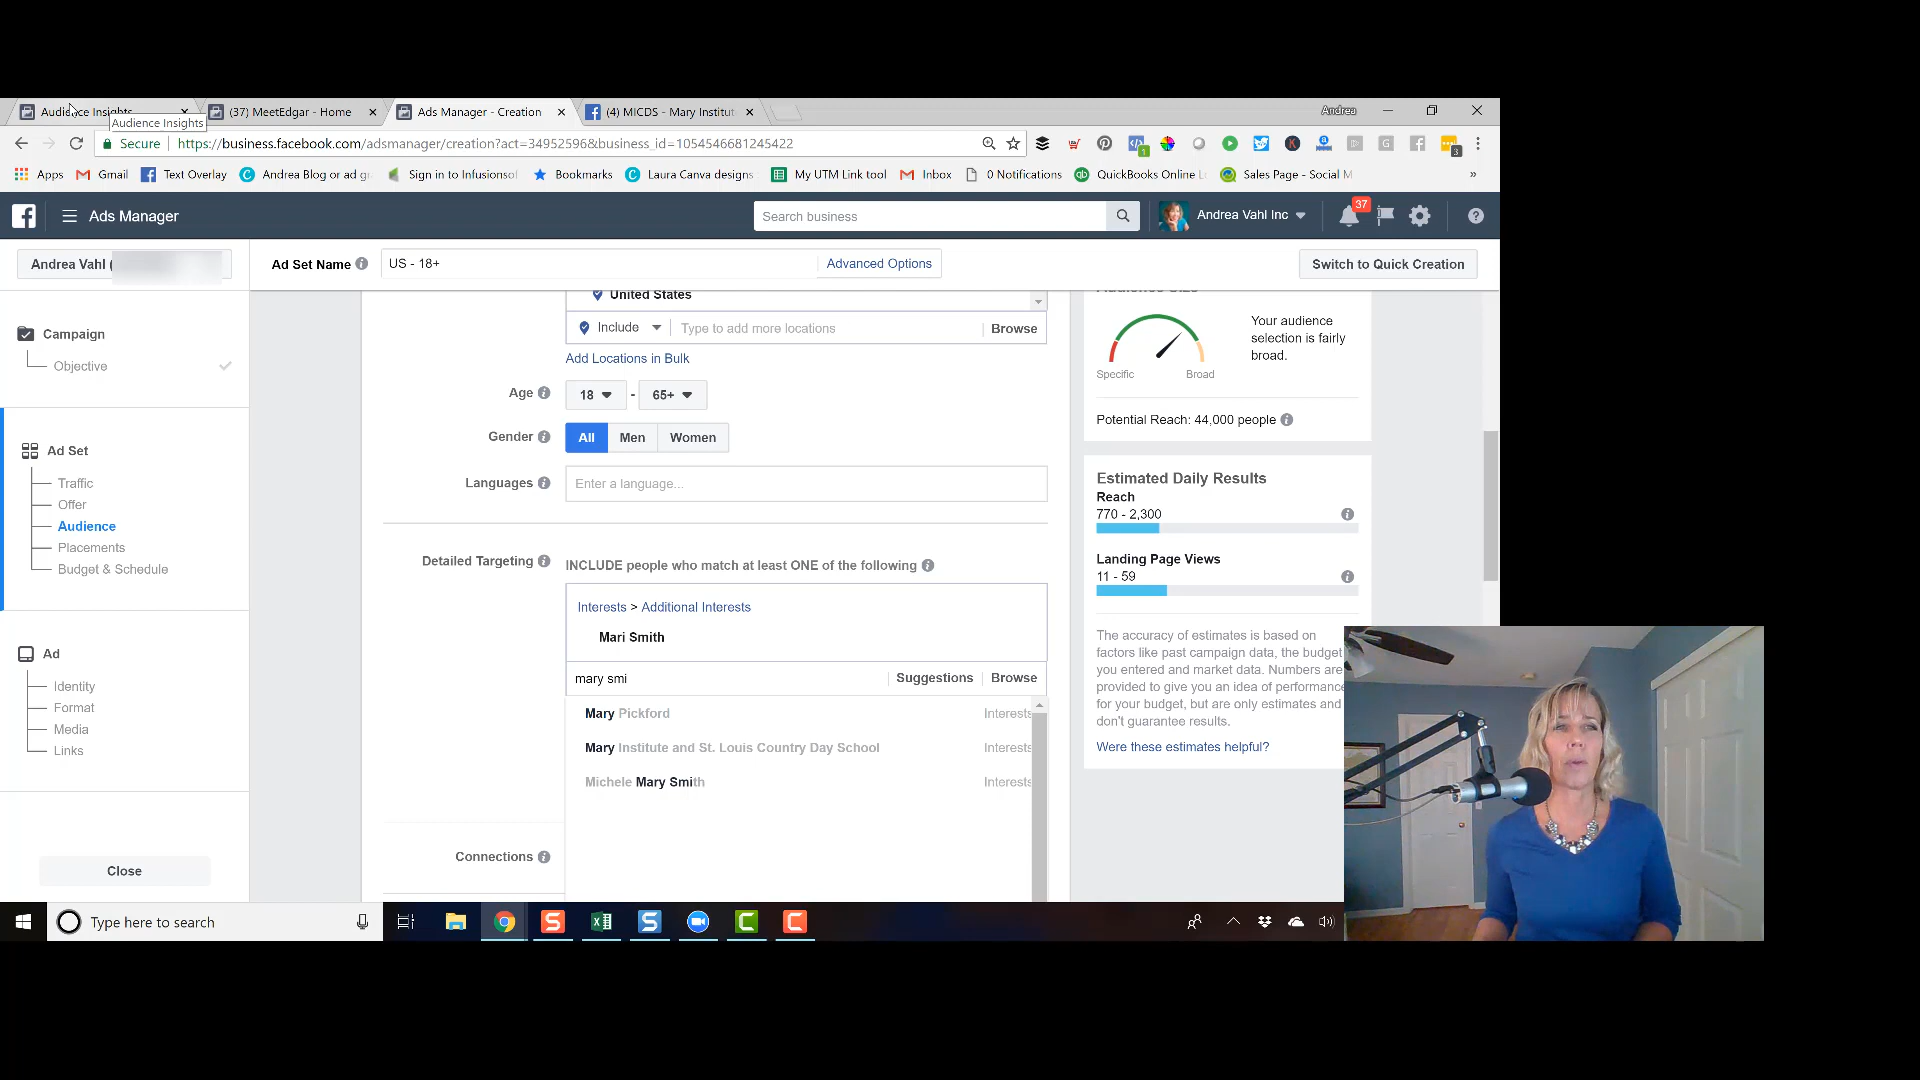 Audience Insights
(37) MeetEdgar - Home
Ads Manager - Creation
(4) MICDS - Mary Institut
Andrea
Audience Insights
Secure
https://business.facebook.com/adsmanager/creation?act=34952596&business_id=1054546681245422
1
3
Apps
Gmail
Text Overlay
Andrea Blog or ad g
Sign in to Infusionsof
Bookmarks
Laura Canva designs
My UTM Link tool
Inbox
0 Notifications
QuickBooks Online L
Sales Page - Social M
»
Ads Manager
Search business
Andrea Vahl Inc
37
Andrea Vahl (
Ad Set Name
US - 18+
Advanced Options
Switch to Quick Creation
Campaign
Objective
Ad Set
Traffic
Offer
Audience
Placements
Budget & Schedule
Ad
Identity
Format
Media
Links
Close
United States
Include
Type to add more locations
Browse
Add Locations in Bulk
Age
18
-
65+
Gender
All
Men
Women
Languages
Enter a language...
Detailed Targeting
INCLUDE people who match at least ONE of the following
Interests > Additional Interests
Mari Smith
mary smi
Suggestions
Browse
Mary Pickford
Interests
Mary Institute and St. Louis Country Day School
Interests
Michele Mary Smith
Interests
Connections
Audience Size
Specific
Broad
Your audience
selection is fairly
broad.
Potential Reach: 44,000 people
Estimated Daily Results
Reach
770 - 2,300
Landing Page Views
11 - 59
The accuracy of estimates is based on
factors like past campaign data, the budget
you entered and market data. Numbers are
provided to give you an idea of performance
for your budget, but are only estimates and
don't guarantee results.
Were these estimates helpful?
Type here to search